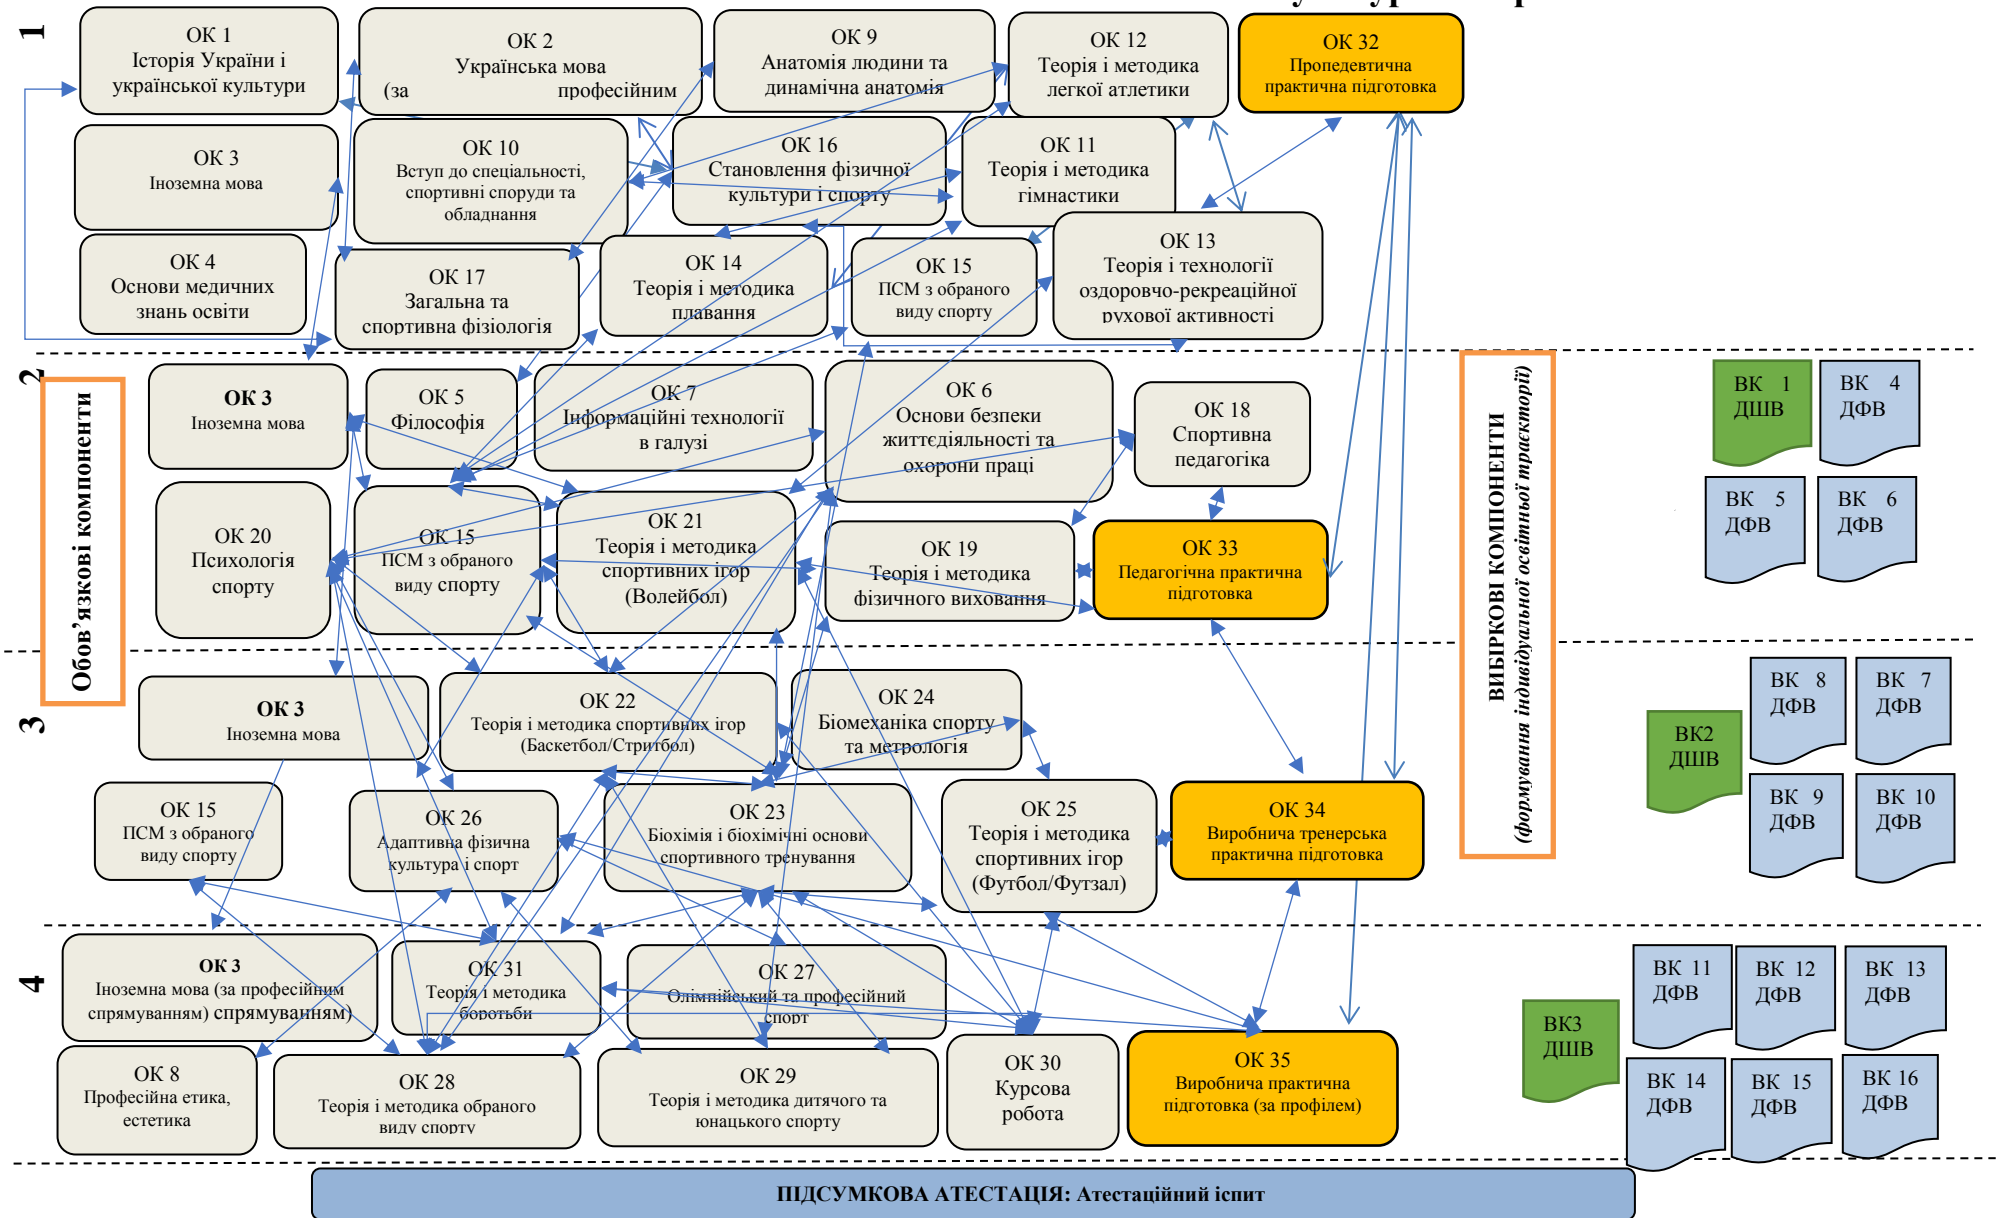 1
ОК 1
Історія України і
української культури
ОК 2
Українська мова
(за професійним
ОК 9
Анатомія людини та
динамічна анатомія
ОК 12
Теорія і методика
легкої атлетики
ОК 32
Пропедевтична
практична підготовка
ОК 3
Іноземна мова
ОК 10
Вступ до спеціальності,
спортивні споруди та
обладнання
ОК 16
Становлення фізичної
культури і спорту
ОК 11
Теорія і методика
гімнастики
ОК 4
Основи медичних
знань освіти
ОК 17
Загальна та
спортивна фізіологія
ОК 14
Теорія і методика
плавання
ОК 15
ПСМ з обраного
виду спорту
ОК 13
Теорія і технології
оздоровчо-рекреаційної
рухової активності
2
Обов’язкові компоненти
ОК 3
Іноземна мова
ОК 5
Філософія
ОК 7
Інформаційні технології
в галузі
ОК 6
Основи безпеки
життєдіяльності та
охорони праці
ОК 18
Спортивна
педагогіка
ВИБІРКОВІ КОМПОНЕНТИ
(формування індивідуальної освітньої траєкторії)
ВК 1
ДШВ
ВК 4
ДФВ
ВК 5
ДФВ
ВК 6
ДФВ
ОК 20
Психологія
спорту
ОК 15
ПСМ з обраного
виду спорту
ОК 21
Теорія і методика
спортивних ігор
(Волейбол)
ОК 19
Теорія і методика
фізичного виховання
ОК 33
Педагогічна практична
підготовка
3
ОК 3
Іноземна мова
ОК 22
Теорія і методика спортивних ігор
(Баскетбол/Стритбол)
ОК 24
Біомеханіка спорту
та метрологія
ВК2
ДШВ
ВК 8
ДФВ
ВК 7
ДФВ
ВК 9
ДФВ
ВК 10
ДФВ
ОК 15
ПСМ з обраного
виду спорту
ОК 26
Адаптивна фізична
культура і спорт
ОК 23
Біохімія і біохімічні основи
спортивного тренування
ОК 25
Теорія і методика
спортивних ігор
(Футбол/Футзал)
ОК 34
Виробнича тренерська
практична підготовка
4
ОК 3
Іноземна мова (за професійним
спрямуванням) спрямуванням)
ОК 31
Теорія і методика
боротьби
ОК 27
Олімпійський та професійний
спорт
ВК3
ДШВ
ВК 11
ДФВ
ВК 12
ДФВ
ВК 13
ДФВ
ВК 14
ДФВ
ВК 15
ДФВ
ВК 16
ДФВ
ОК 8
Професійна етика,
естетика
ОК 28
Теорія і методика обраного
виду спорту
ОК 29
Теорія і методика дитячого та
юнацького спорту
ОК 30
Курсова
робота
ОК 35
Виробнича практична
підготовка (за профілем)
ПІДСУМКОВА АТЕСТАЦІЯ: Атестаційний іспит